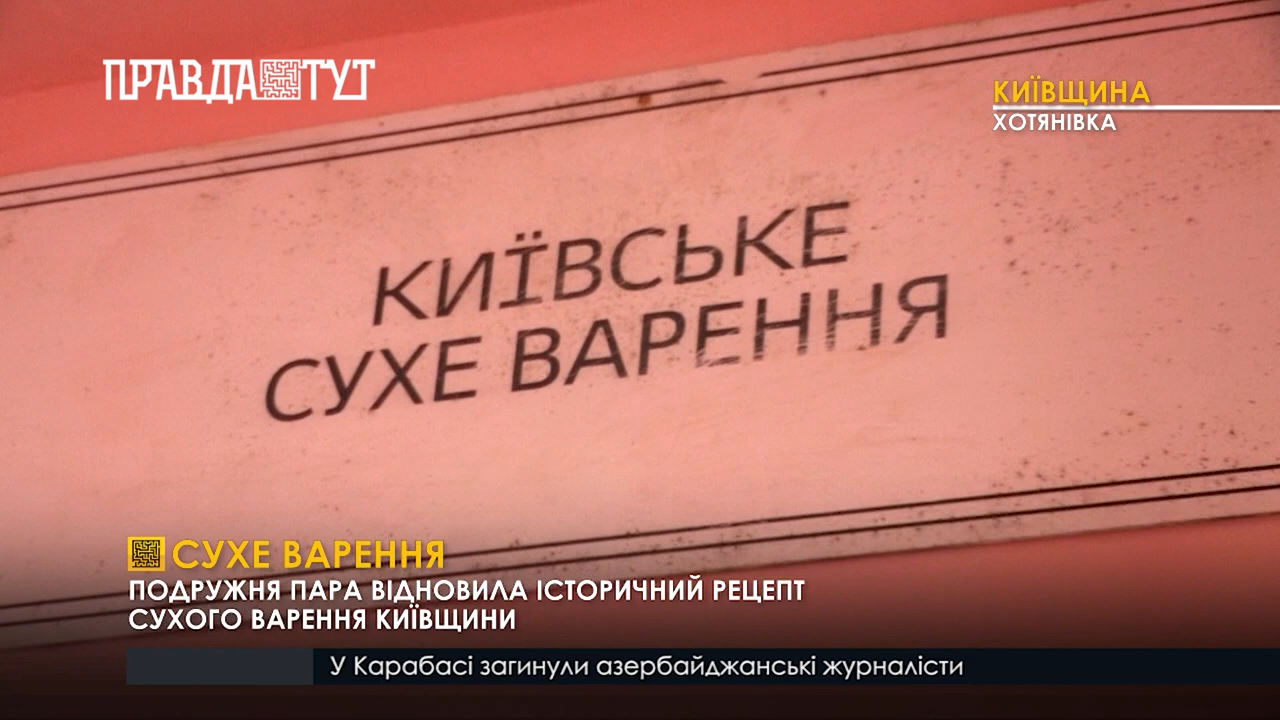 ПРАВДА ТУТ
КИЇВЩИНА
ХОТЯНІВКА
КИЇВСЬКЕ
СУХЕ ВАРЕННЯ
СУХЕ ВАРЕННЯ
ПОДРУЖНЯ ПАРА ВІДНОВИЛА ІСТОРИЧНИЙ РЕЦЕПТ
СУХОГО ВАРЕННЯ КИЇВЩИНИ
У Карабасі загинули азербайджанські журналісти